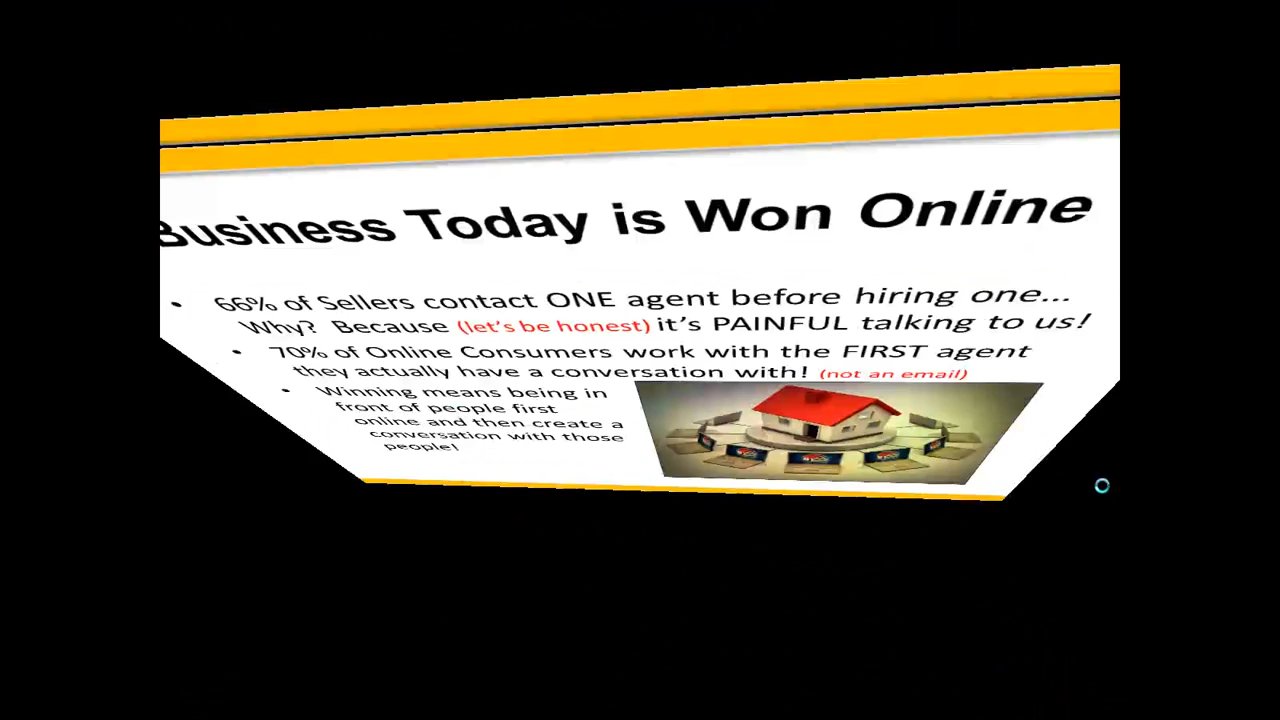 Business Today is Won Online
• 66% of Sellers contact ONE agent before hiring one...
Why? Because (let's be honest) it's PAINFUL talking to us!
• 70% of Online Consumers work with the FIRST agent
they actually have a conversation with! (not an email)
• Winning means being in
front of people first
online and then create a
conversation with those
people!